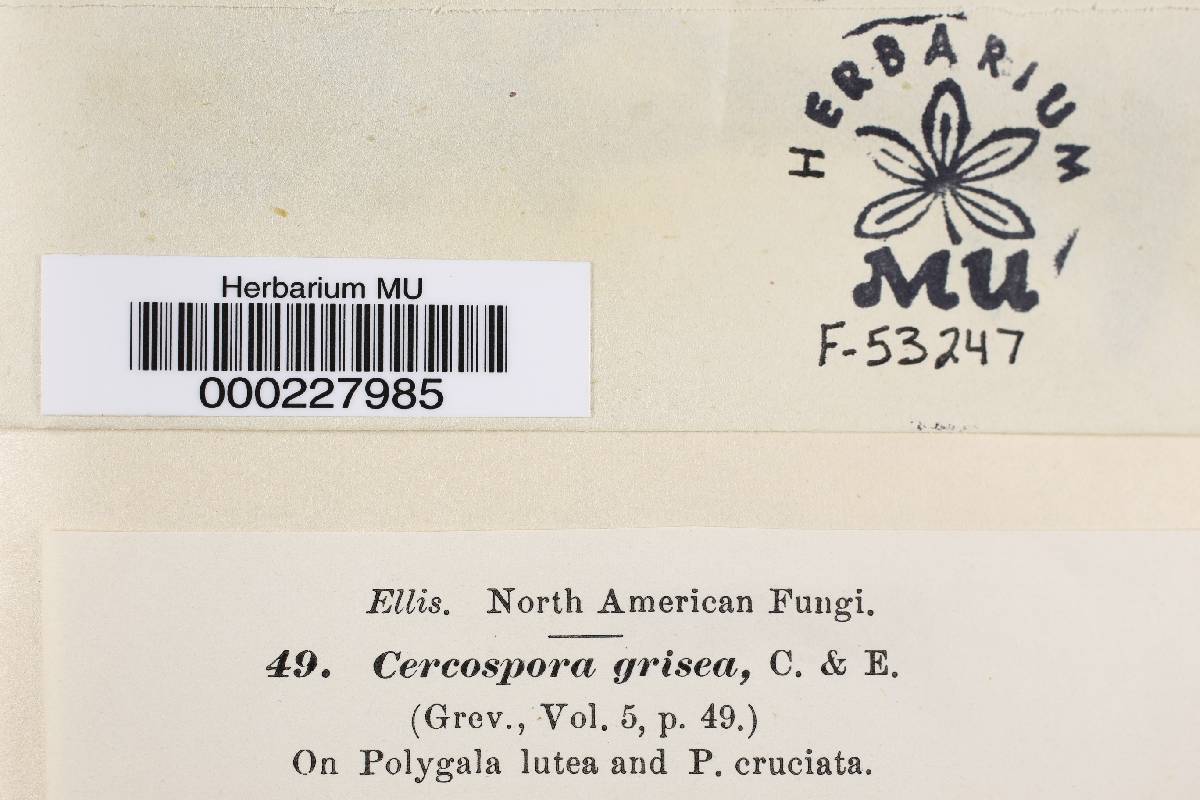 HERBARIUM
MU
F-53247
Herbarium MU
000227985
Ellis. North American Fungi.
49. Cercospora grisea, C. & E.
(Grev., Vol. 5, p. 49.)
On Polygala lutea and P. cruciata.